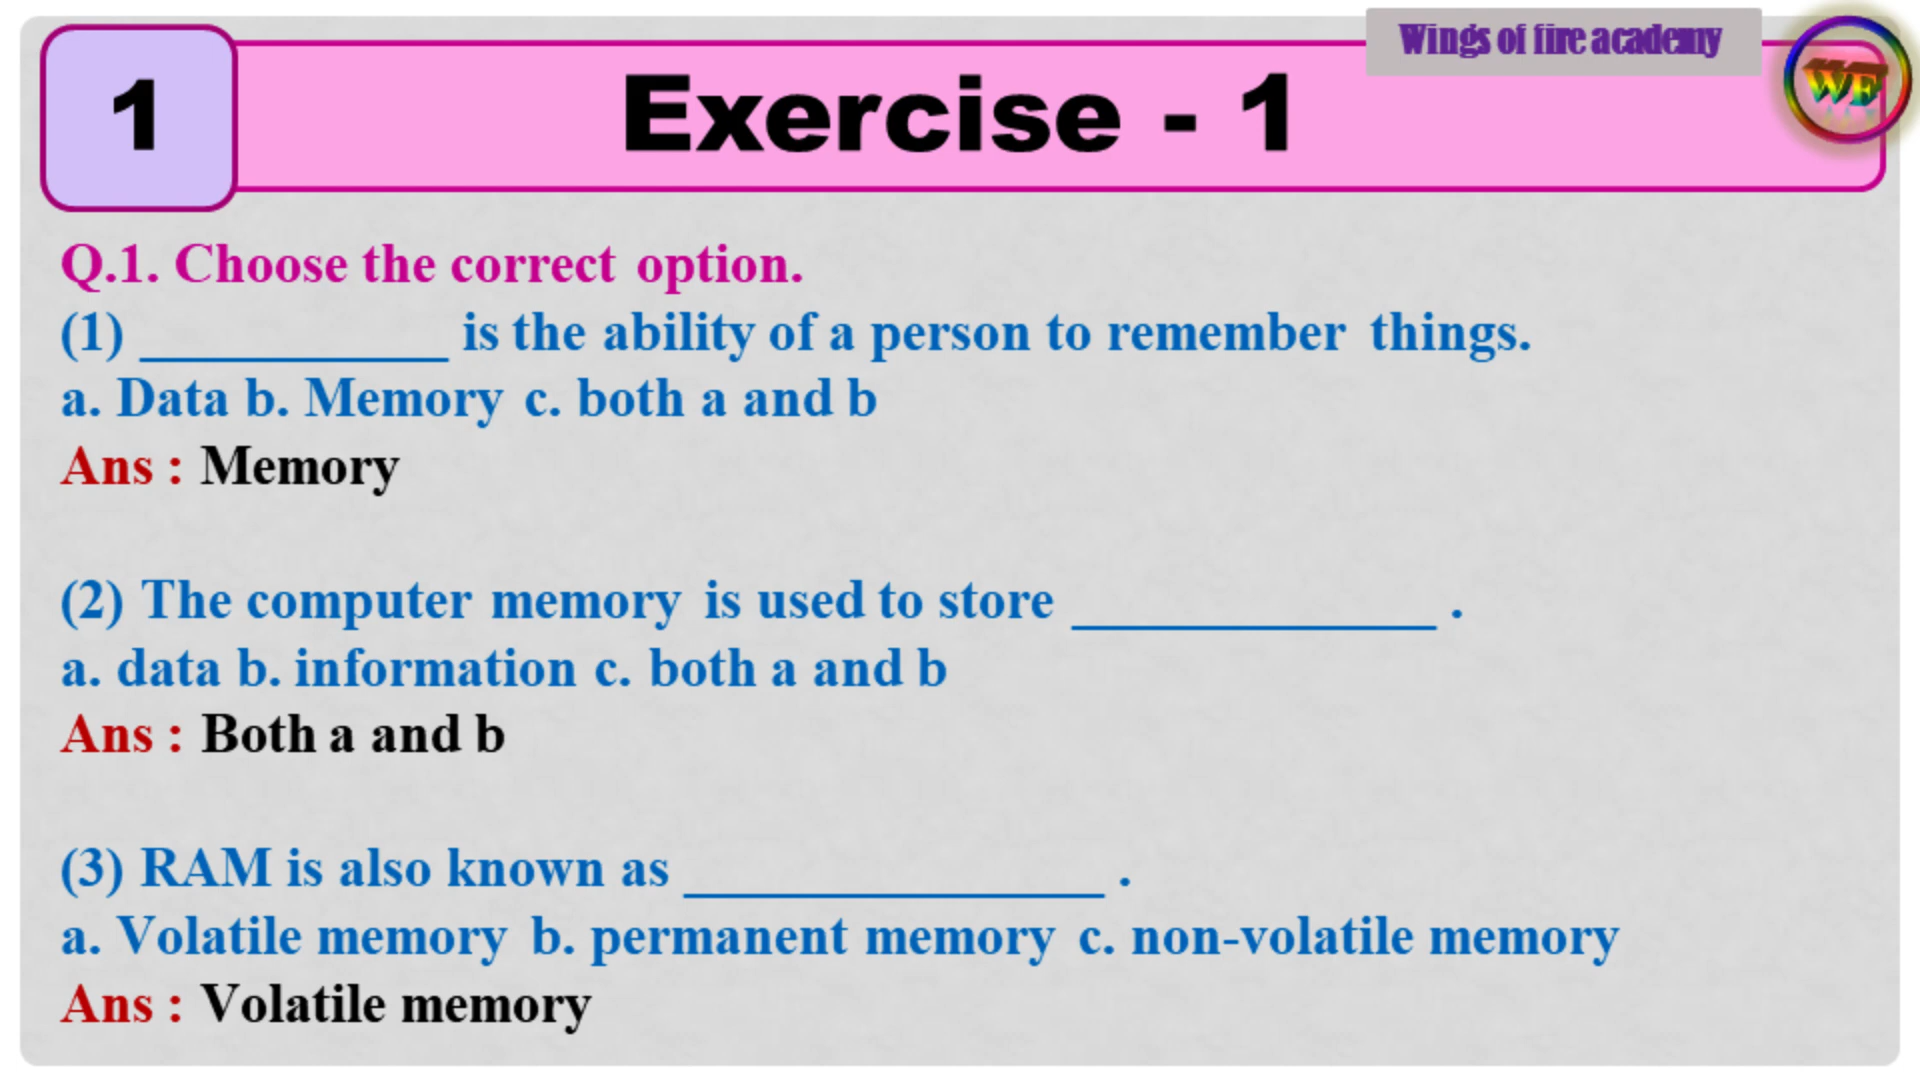 Wings of fire academy
WF
1
Exercise - 1
Q.1. Choose the correct option.
(1) ___________ is the ability of a person to remember things.
a. Data b. Memory c. both a and b
Ans : Memory
(2) The computer memory is used to store _____________ .
a. data b. information c. both a and b
Ans : Both a and b
(3) RAM is also known as _______________ .
a. Volatile memory b. permanent memory c. non-volatile memory
Ans : Volatile memory